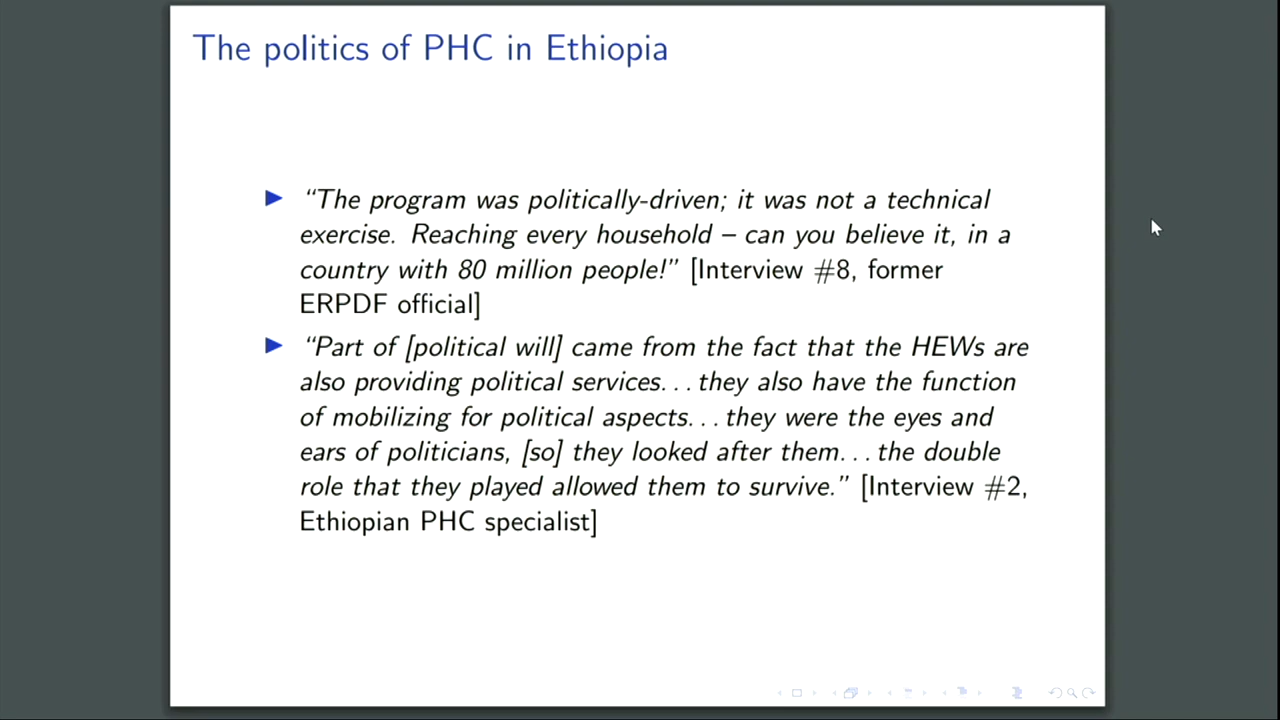 The politics of PHC in Ethiopia
“The program was politically-driven; it was not a technical
exercise. Reaching every household – can you believe it, in a
country with 80 million people!” [Interview #8, former
ERPDF official]
“Part of [political will] came from the fact that the HEWs are
also providing political services. . . they also have the function
of mobilizing for political aspects. . . they were the eyes and
ears of politicians, [so] they looked after them. . . the double
role that they played allowed them to survive.” [Interview #2,
Ethiopian PHC specialist]